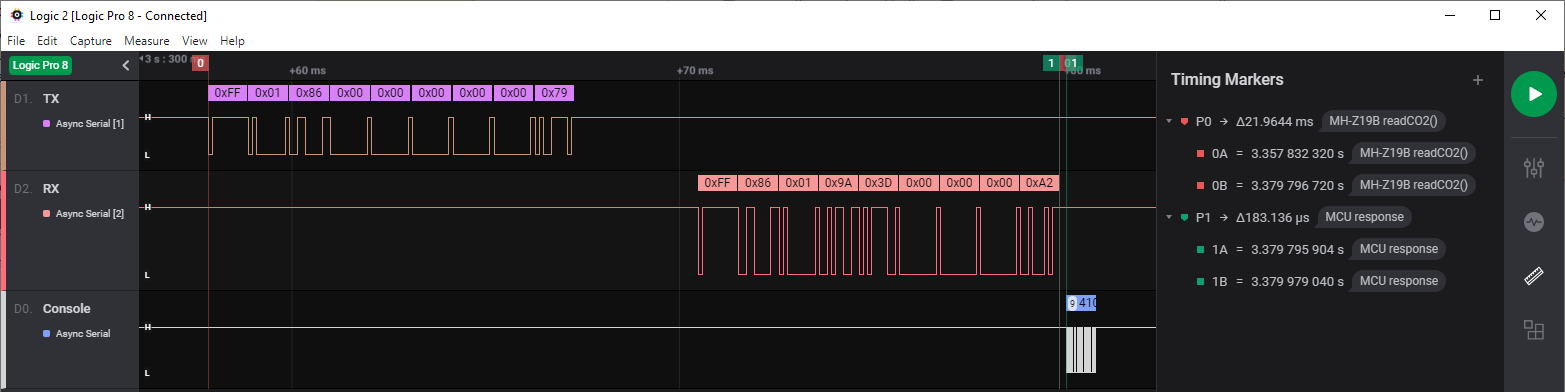 Logic 2 [Logic Pro 8 - Connected]
File Edit Capture Measure View Help
Logic Pro 8
3 s : 300 m
0
+60 ms
+70 ms
1
01
ms
D1. TX
Async Serial [1]
H
L
0xFF 0x01 0x86 0x00 0x00 0x00 0x00 0x00 0x79
D2. RX
Async Serial [2]
H
L
0xFF 0x86 0x01 0x9A 0x3D 0x00 0x00 0x00 0xA2
D0. Console
Async Serial
H
L
9 410
Timing Markers
P0 → Δ21.9644 ms MH-Z19B readCO2()
0A = 3.357 832 320 s MH-Z19B readCO2()
0B = 3.379 796 720 s MH-Z19B readCO2()
P1 → Δ183.136 µs MCU response
1A = 3.379 795 904 s MCU response
1B = 3.379 979 040 s MCU response